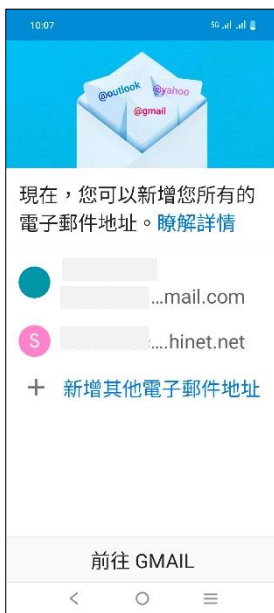 10:07
5G
@outlook @yahoo
@gmail
現在，您可以新增您所有的
電子郵件地址。瞭解詳情
...mail.com
S
....hinet.net
+ 新增其他電子郵件地址
前往 GMAIL